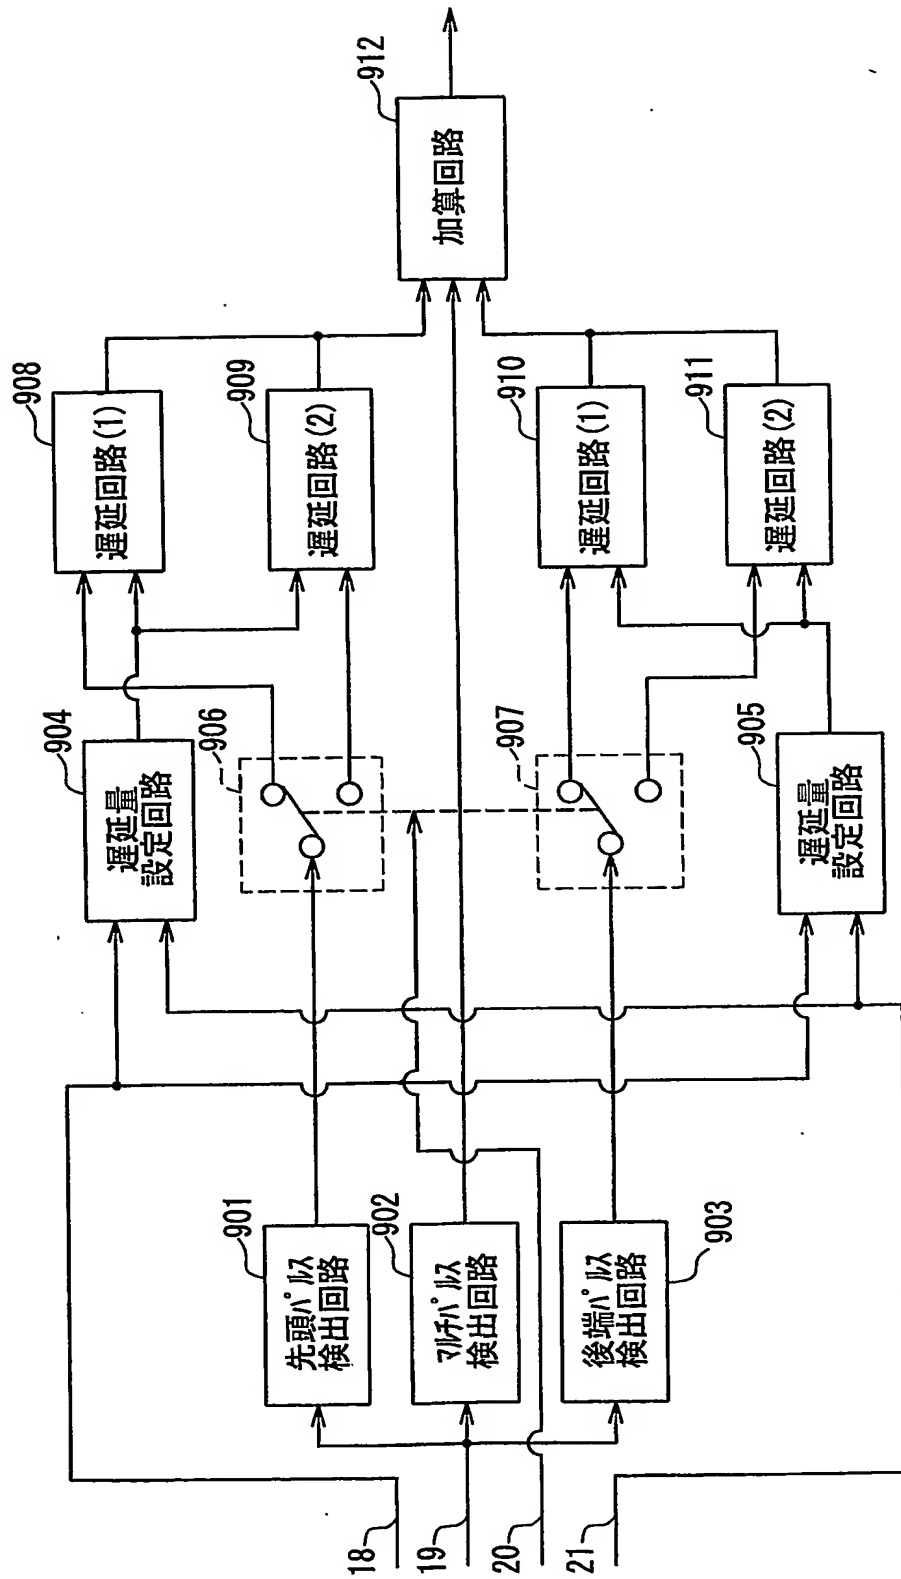 18
19
20
21
901
先頭パルス
検出回路
902
マルチパルス
検出回路
903
後端パルス
検出回路
904
遅延量
設定回路
906
907
905
遅延量
設定回路
908
遅延回路(1)
909
遅延回路(2)
910
遅延回路(1)
911
遅延回路(2)
912
加算回路